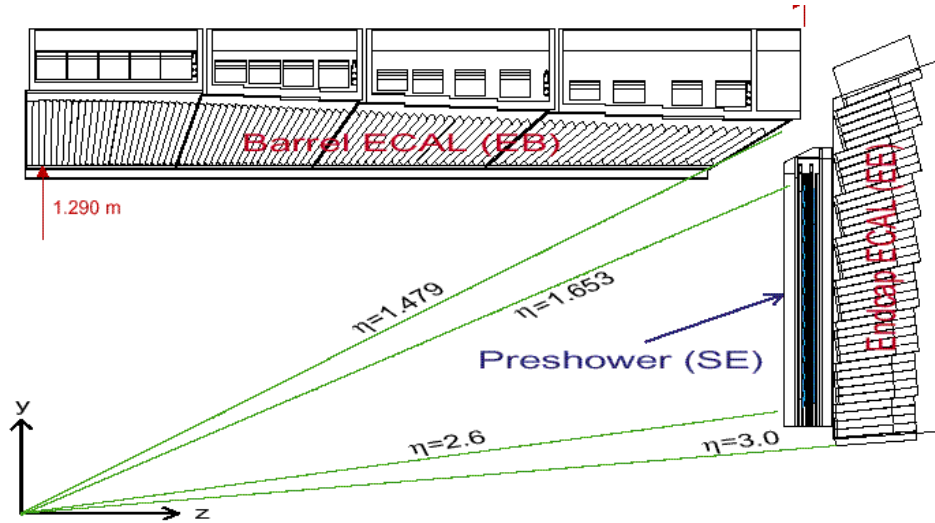 Barrel ECAL (EB)
1.290 m
η=1.479
η=1.653
Endcap ECAL (EE)
Preshower (SE)
y
η=2.6
η=3.0
z